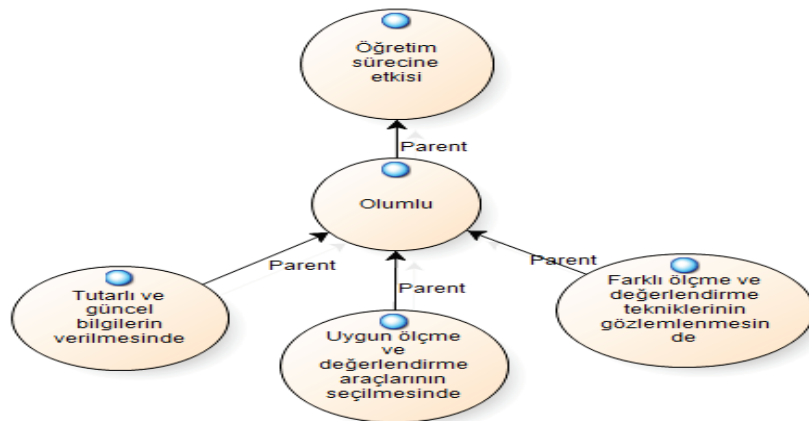 Öğretim
sürecine
etkisi
Parent
Olumlu
Parent
Parent
Parent
Tutarlı ve
güncel
bilgilerin
verilmesinde
Uygun ölçme
ve
değerlendirme
araçlarının
seçilmesinde
Farklı ölçme ve
değerlendirme
tekniklerinin
gözlemlenmesin
de